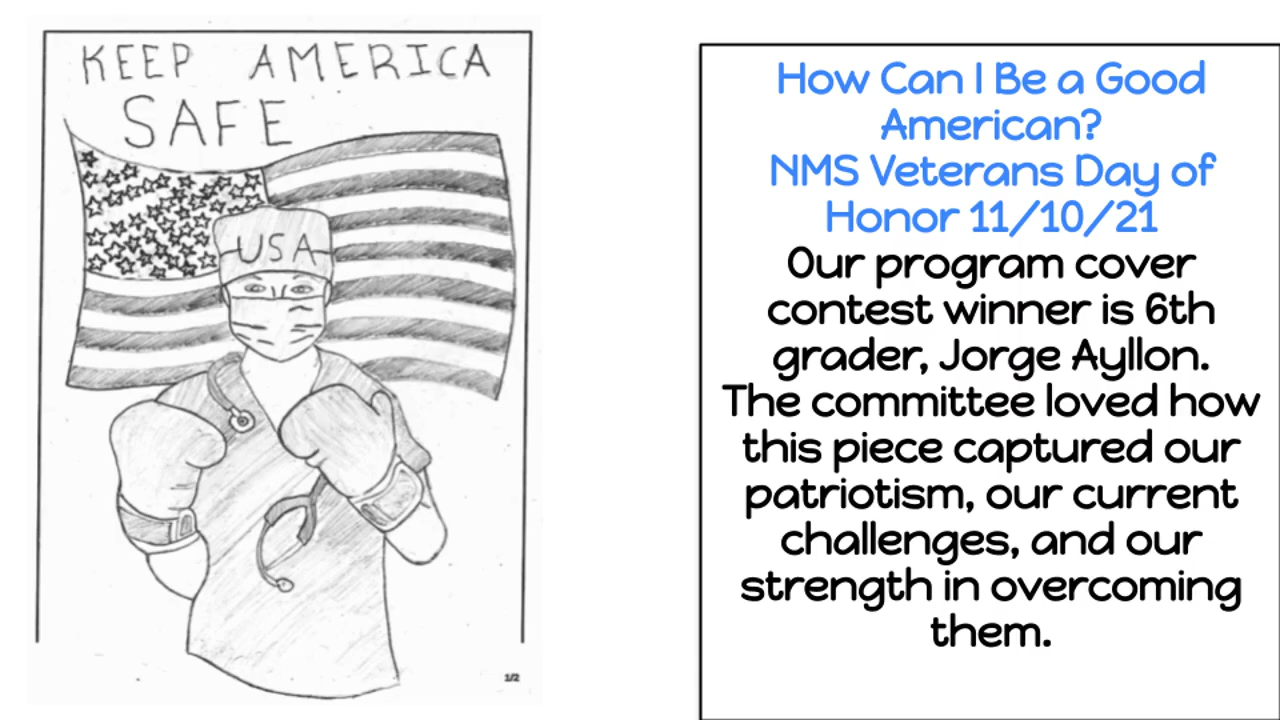 KEEP AMERICA
SAFE
USA
1/2
How Can I Be a Good
American?
NMS Veterans Day of
Honor 11/10/21
Our program cover
contest winner is 6th
grader, Jorge Ayllon.
The committee loved how
this piece captured our
patriotism, our current
challenges, and our
strength in overcoming
them.